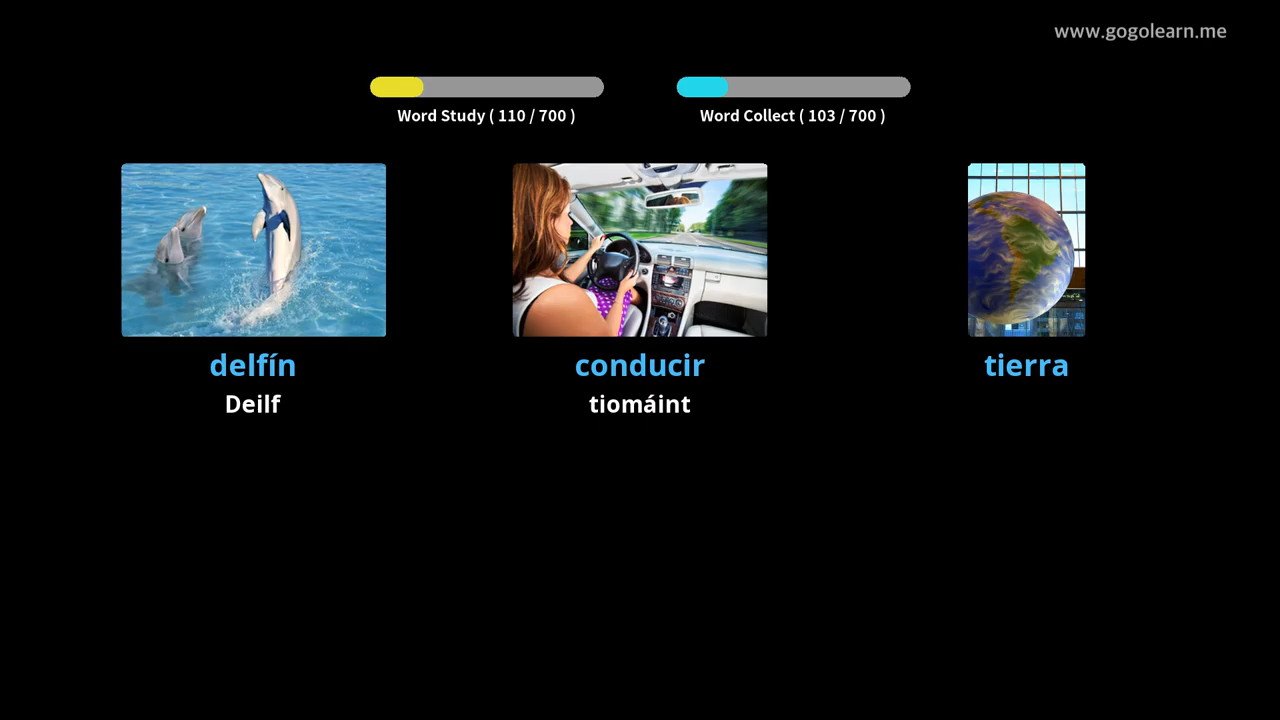 www.gogolearn.me
Word Study ( 110 / 700 )
Word Collect ( 103 / 700 )
delfín
Deilf
conducir
tiomáint
tierra